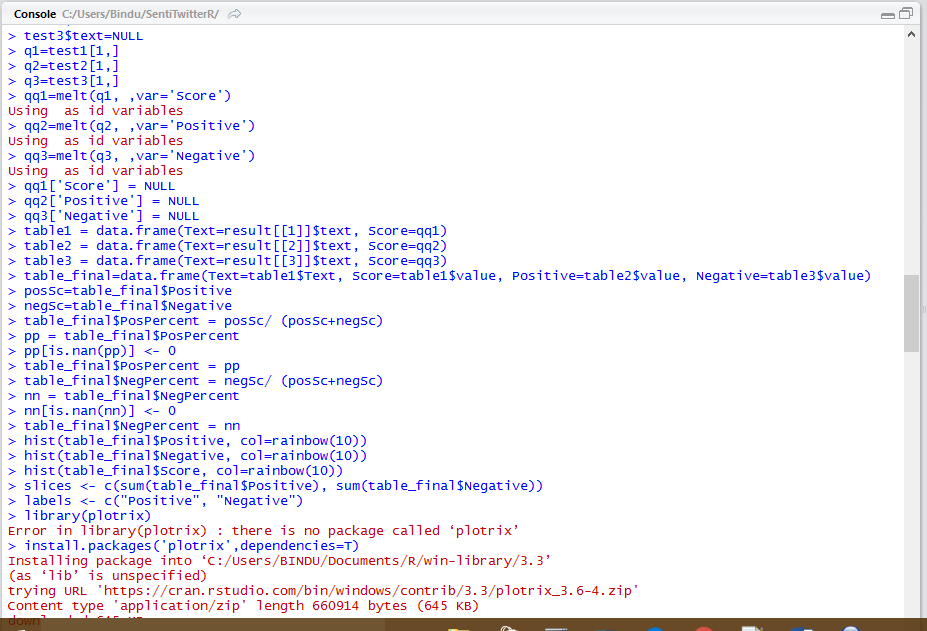 Console C:/Users/Bindu/SentiTwitterR/
> test3$text=NULL
> q1=test1[1,]
> q2=test2[1,]
> q3=test3[1,]
> qq1=melt(q1, ,var='Score')
Using  as id variables
> qq2=melt(q2, ,var='Positive')
Using  as id variables
> qq3=melt(q3, ,var='Negative')
Using  as id variables
> qq1['Score'] = NULL
> qq2['Positive'] = NULL
> qq3['Negative'] = NULL
> table1 = data.frame(Text=result[[1]]$text, Score=qq1)
> table2 = data.frame(Text=result[[2]]$text, Score=qq2)
> table3 = data.frame(Text=result[[3]]$text, Score=qq3)
> table_final=data.frame(Text=table1$Text, Score=table1$value, Positive=table2$value, Negative=table3$value)
> posSc=table_final$Positive
> negSc=table_final$Negative
> table_final$PosPercent = posSc/ (posSc+negSc)
> pp = table_final$PosPercent
> pp[is.nan(pp)] <- 0
> table_final$PosPercent = pp
> table_final$NegPercent = negSc/ (posSc+negSc)
> nn = table_final$NegPercent
> nn[is.nan(nn)] <- 0
> table_final$NegPercent = nn
> hist(table_final$Positive, col=rainbow(10))
> hist(table_final$Negative, col=rainbow(10))
> hist(table_final$Score, col=rainbow(10))
> slices <- c(sum(table_final$Positive), sum(table_final$Negative))
> labels <- c("Positive", "Negative")
> library(plotrix)
Error in library(plotrix) : there is no package called ‘plotrix’
> install.packages('plotrix',dependencies=T)
Installing package into ‘C:/Users/BINDU/Documents/R/win-library/3.3’
(as ‘lib’ is unspecified)
trying URL 'https://cran.rstudio.com/bin/windows/contrib/3.3/plotrix_3.6-4.zip'
Content type 'application/zip' length 660914 bytes (645 KB)
downloaded 645 KB